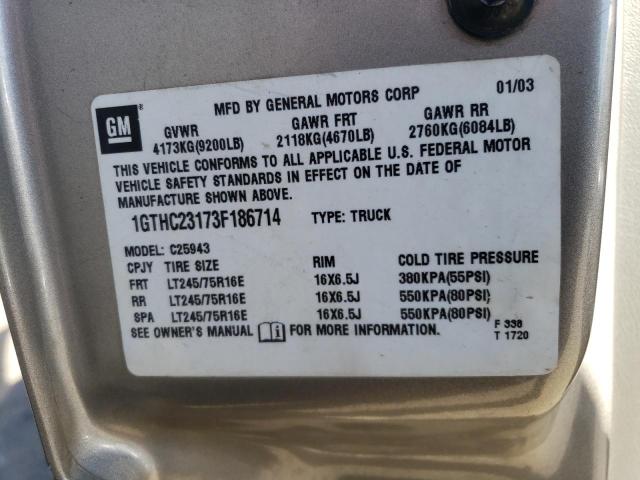 MFD BY GENERAL MOTORS CORP 01/03
GM ®
GVWR GAWR FRT GAWR RR
4173KG(9200LB) 2118KG(4670LB) 2760KG(6084LB)
THIS VEHICLE CONFORMS TO ALL APPLICABLE U.S. FEDERAL MOTOR
VEHICLE SAFETY STANDARDS IN EFFECT ON THE DATE OF
MANUFACTURE SHOWN ABOVE.
1GTHC23173F186714 TYPE: TRUCK
MODEL: C25943
CPJY TIRE SIZE RIM COLD TIRE PRESSURE
FRT LT245/75R16E 16X6.5J 380KPA(55PSI)
RR LT245/75R16E 16X6.5J 550KPA(80PSI)
SPA LT245/75R16E 16X6.5J 550KPA(80PSI)
SEE OWNER'S MANUAL i FOR MORE INFORMATION.
F 338
T 1720